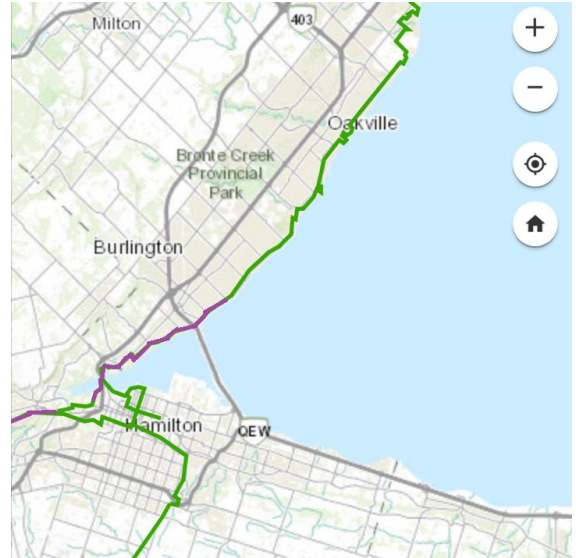 Milton
403
Oakville
Bronte Creek
Provincial
Park
Burlington
Hamilton
QEW
+
−